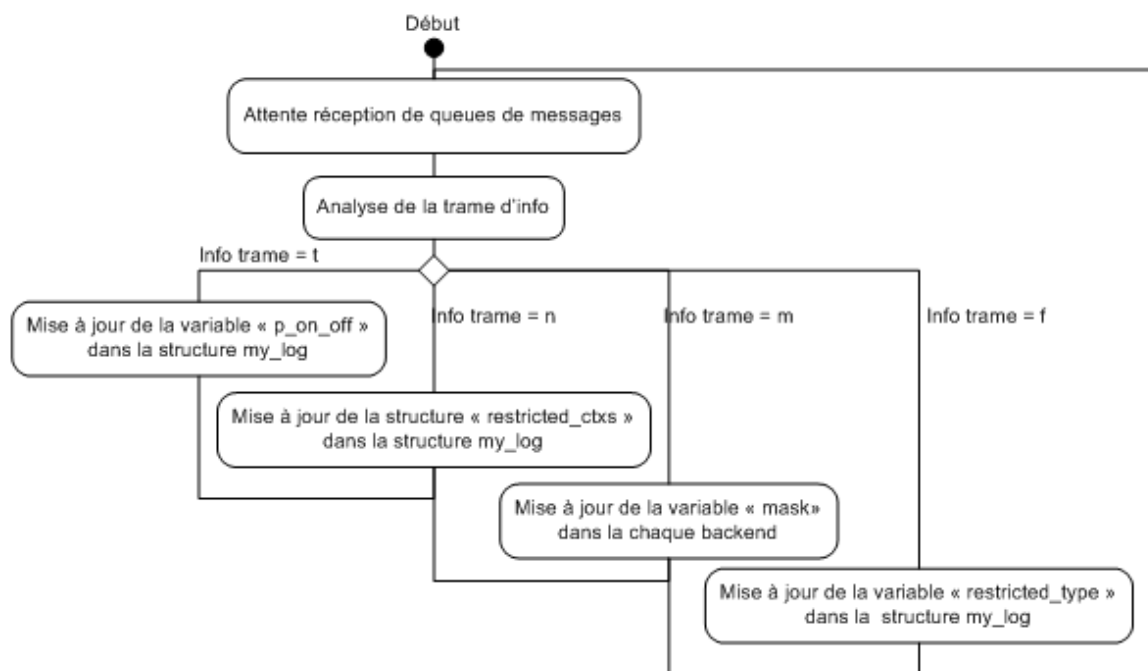 Début
Attente réception de queues de messages
Analyse de la trame d'info
Info trame = t
Info trame = n
Info trame = m
Info trame = f
Mise à jour de la variable « p_on_off »
dans la structure my_log
Mise à jour de la structure « restricted_ctxs »
dans la structure my_log
Mise à jour de la variable « mask»
dans la chaque backend
Mise à jour de la variable « restricted_type »
dans la  structure my_log